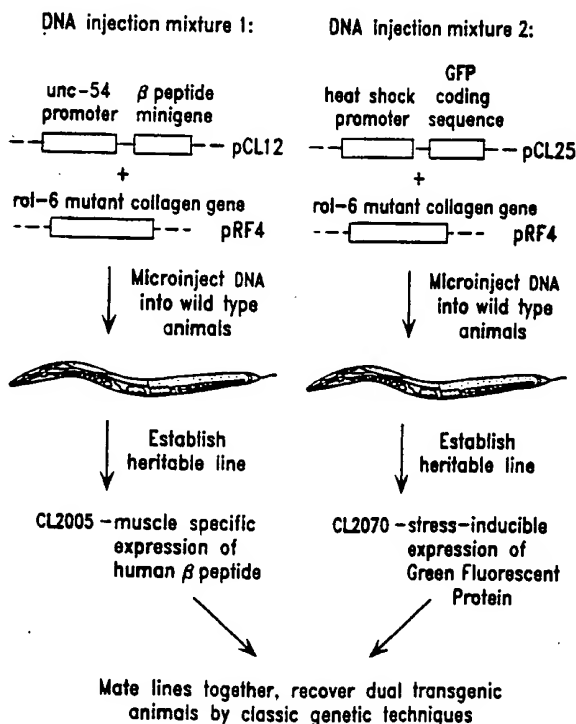 DNA injection mixture 1:
unc-54 promoter
β peptide minigene
pCL12
+
rol-6 mutant collagen gene
pRF4
Microinject DNA
into wild type
animals
Establish
heritable line
CL2005 – muscle specific
expression of
human β peptide
DNA injection mixture 2:
heat shock promoter
GFP coding sequence
pCL25
+
rol-6 mutant collagen gene
pRF4
Microinject DNA
into wild type
animals
Establish
heritable line
CL2070 – stress-inducible
expression of
Green Fluorescent
Protein
Mate lines together, recover dual transgenic
animals by classic genetic techniques